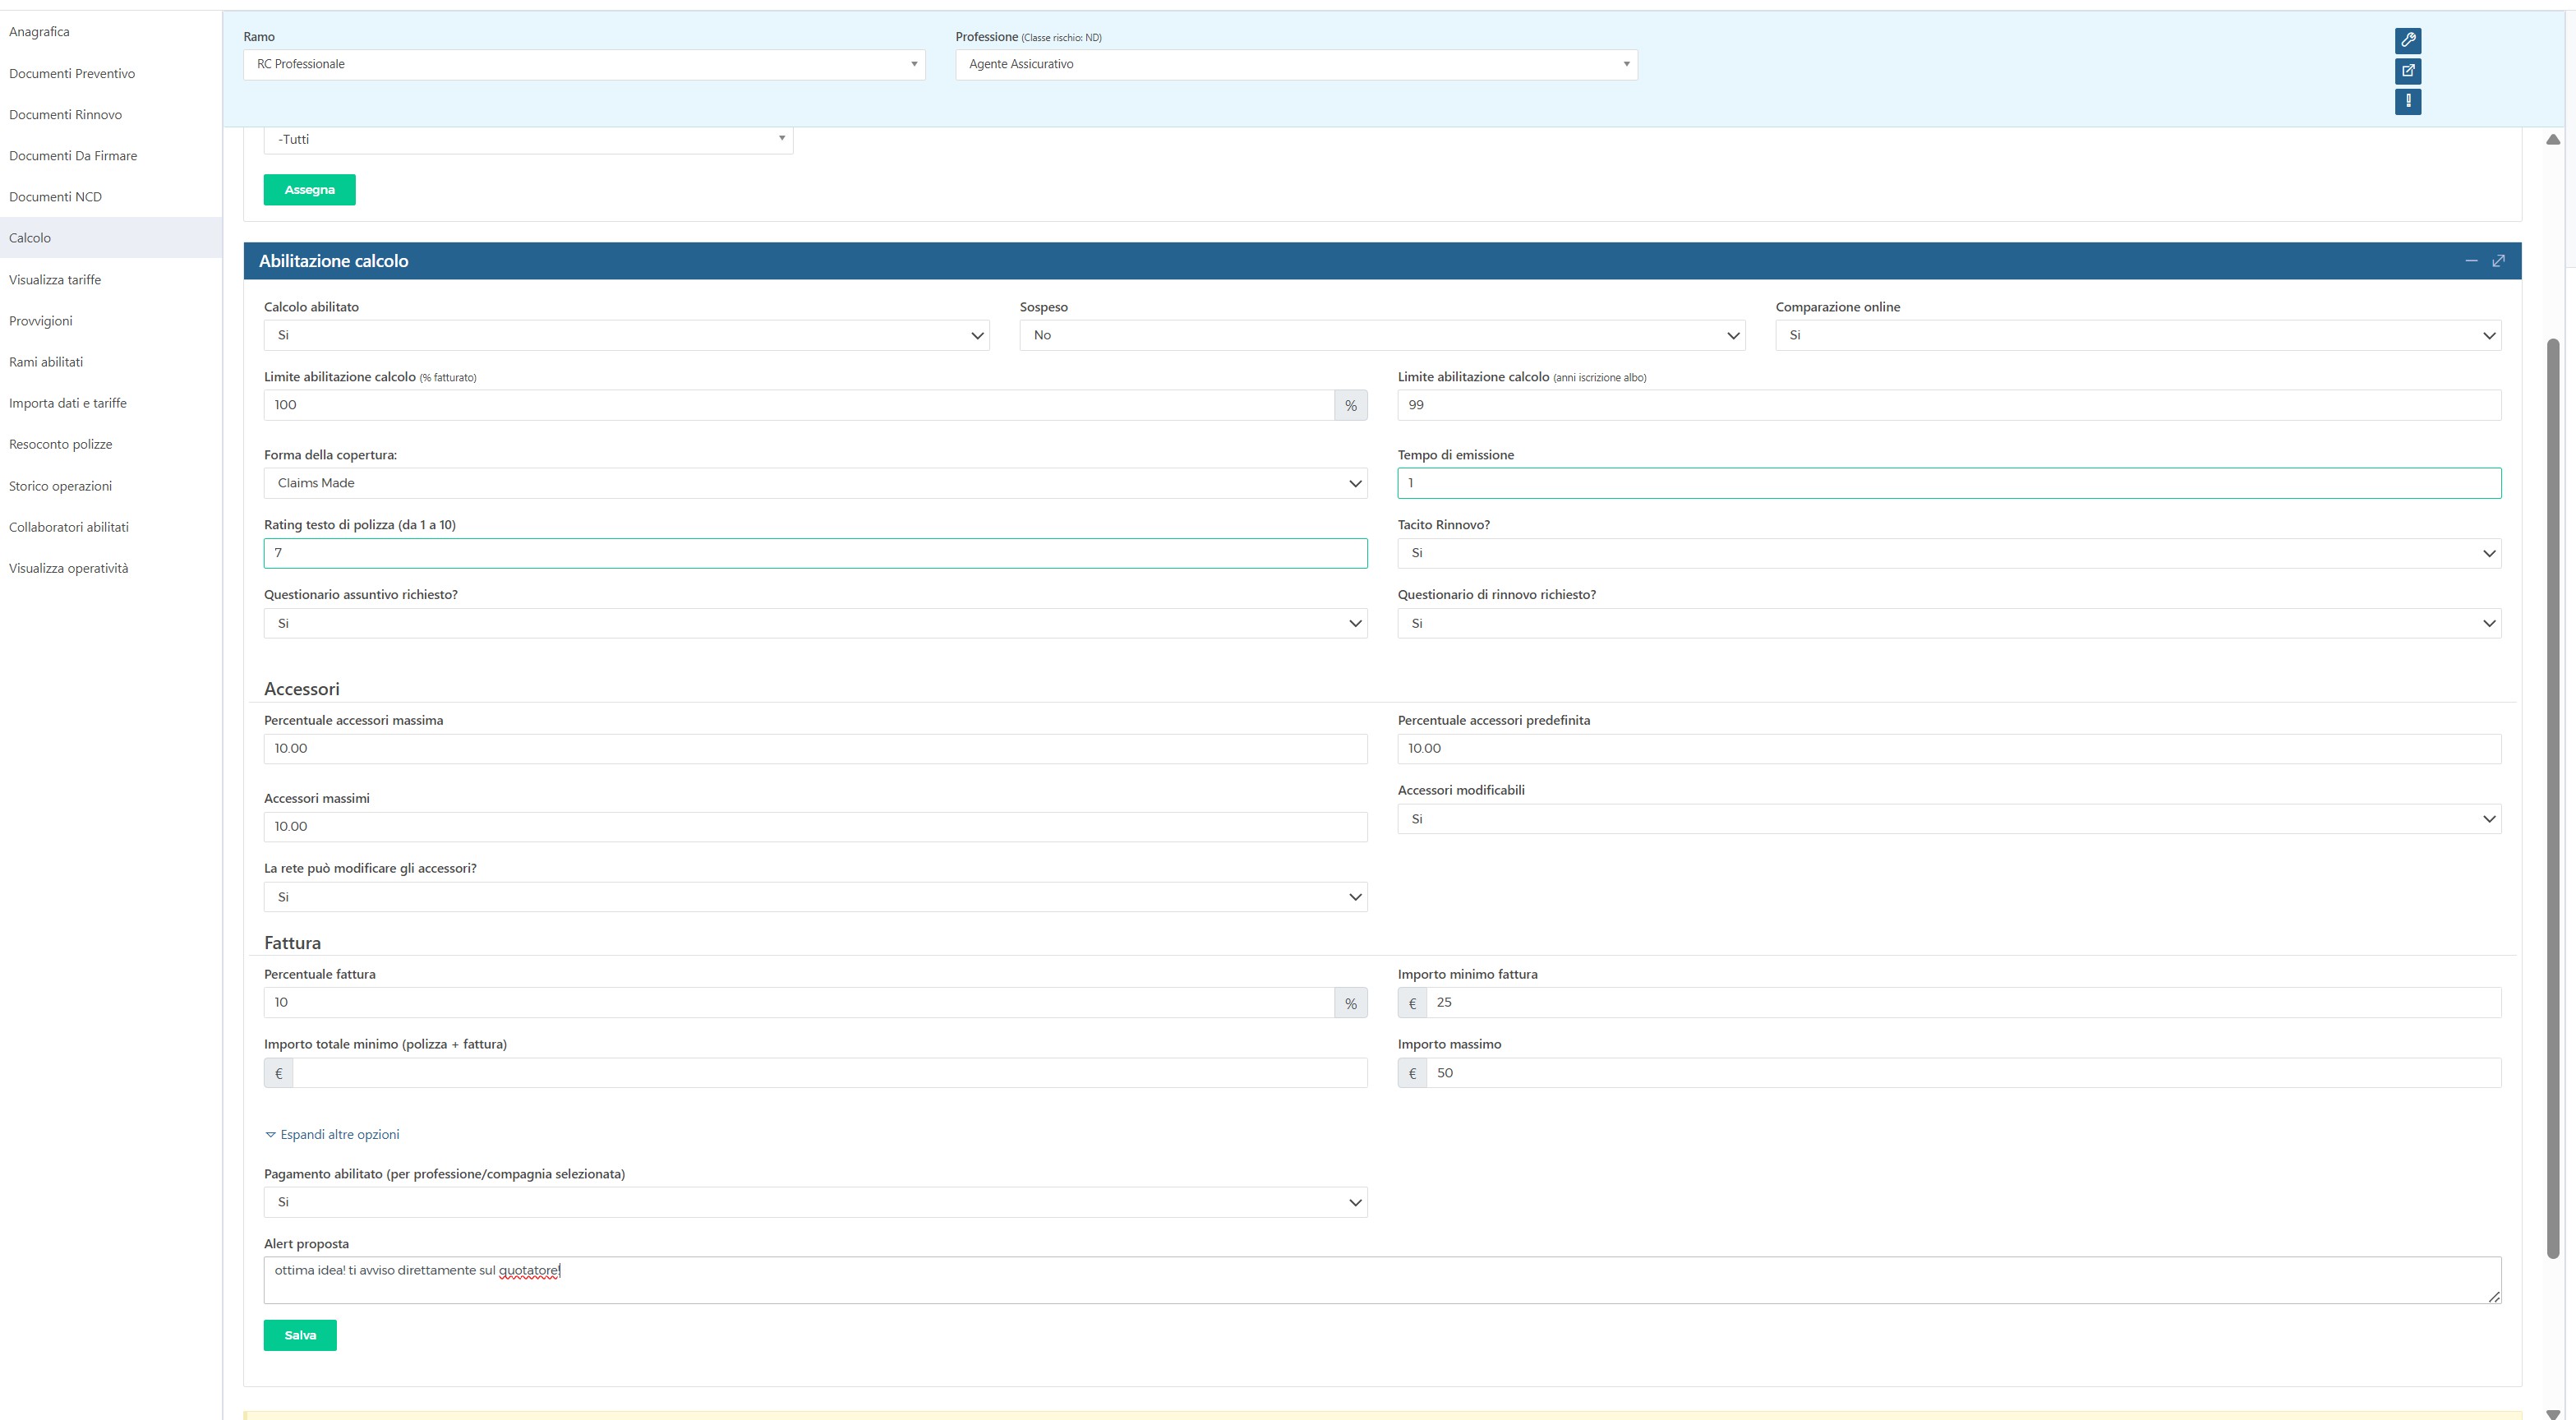 Anagrafica
Documenti Preventivo
Documenti Rinnovo
Documenti Da Firmare
Documenti NCD
Calcolo
Visualizza tariffe
Provvigioni
Rami abilitati
Importa dati e tariffe
Resoconto polizze
Storico operazioni
Collaboratori abilitati
Visualizza operatività
Ramo
RC Professionale
Professione (Classe rischio: ND)
Agente Assicurativo
-Tutti
Assegna
Abilitazione calcolo
Calcolo abilitato
Si
Sospeso
No
Comparazione online
Si
Limite abilitazione calcolo (% fatturato)
100 %
Limite abilitazione calcolo (anni iscrizione albo)
99
Forma della copertura:
Claims Made
Tempo di emissione
1
Rating testo di polizza (da 1 a 10)
7
Tacito Rinnovo?
Si
Questionario assuntivo richiesto?
Si
Questionario di rinnovo richiesto?
Si
Accessori
Percentuale accessori massima
10.00
Percentuale accessori predefinita
10.00
Accessori massimi
10.00
Accessori modificabili
Si
La rete può modificare gli accessori?
Si
Fattura
Percentuale fattura
10 %
Importo minimo fattura
€ 25
Importo totale minimo (polizza + fattura)
€
Importo massimo
€ 50
Espandi altre opzioni
Pagamento abilitato (per professione/compagnia selezionata)
Si
Alert proposta
ottima idea! ti avviso direttamente sul quotatore!
Salva